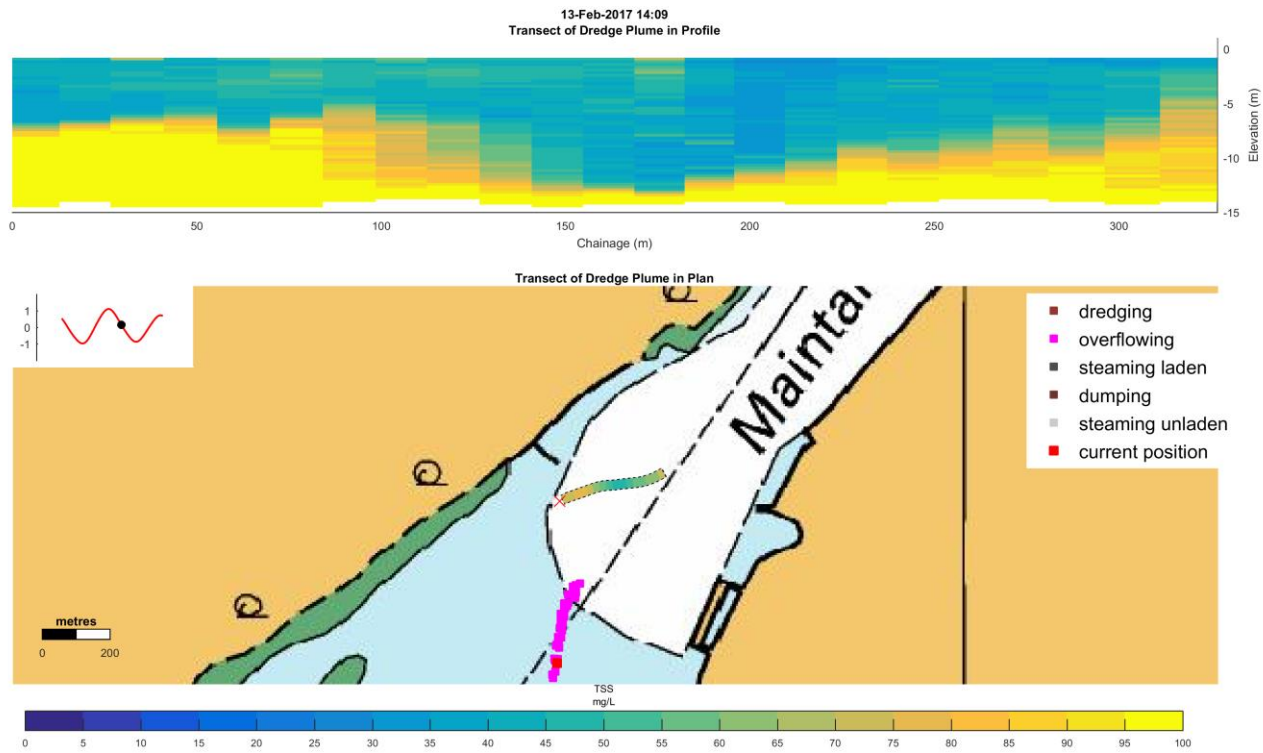 13-Feb-2017 14:09
Transect of Dredge Plume in Profile
0
-5
-10
-15
Elevation (m)
0 50 100 150 200 250 300
Chainage (m)
Transect of Dredge Plume in Plan
1
0
-1
Maintai
dredging
overflowing
steaming laden
dumping
steaming unladen
current position
metres
0 200
TSS
mg/L
0 5 10 15 20 25 30 35 40 45 50 55 60 65 70 75 80 85 90 95 100